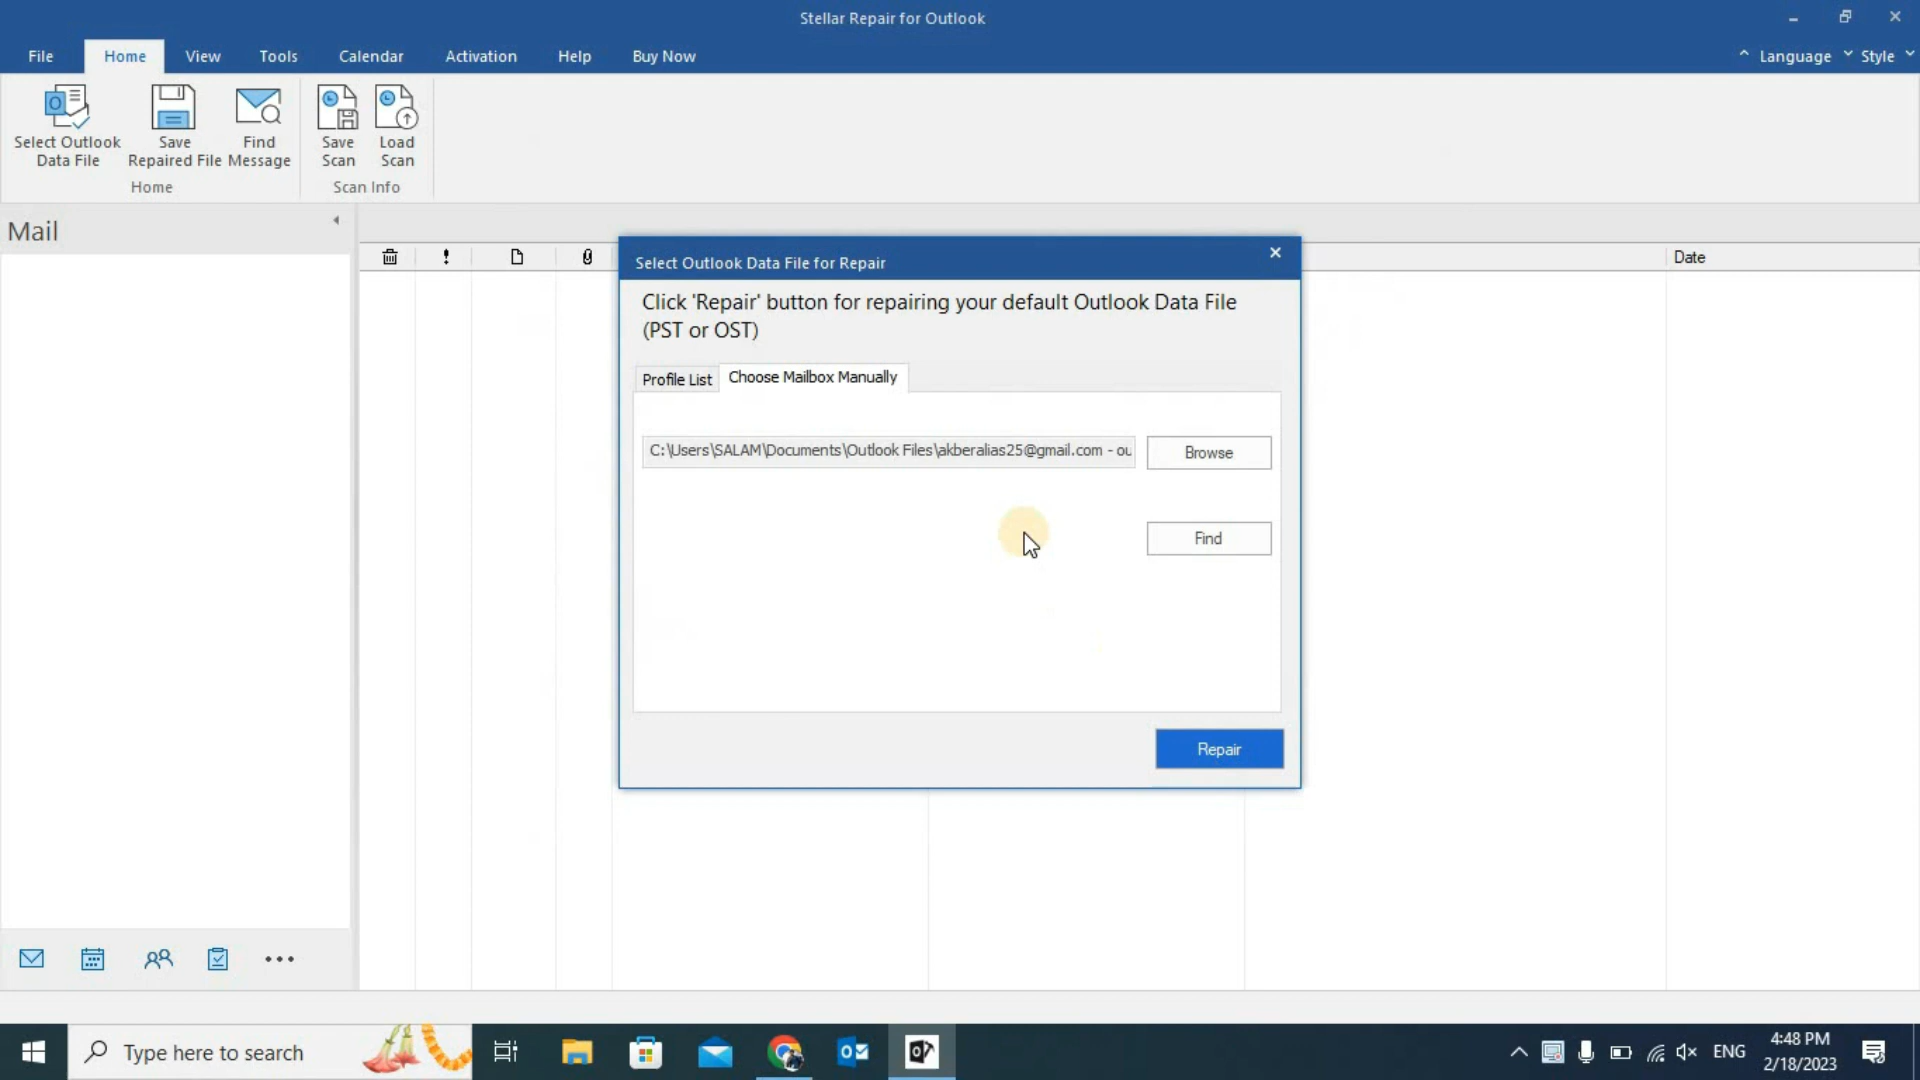 Stellar Repair for Outlook
File Home View Tools Calendar Activation Help Buy Now Language Style
Select Outlook Data File
Save Repaired File
Find Message
Save Scan
Load Scan
Home
Scan Info
Mail
Date
Select Outlook Data File for Repair
Click 'Repair' button for repairing your default Outlook Data File
(PST or OST)
Profile List Choose Mailbox Manually
C:\Users\SALAM\Documents\Outlook Files\akberalias25@gmail.com - ou
Browse
Find
Repair
Type here to search
ENG
4:48 PM
2/18/2023